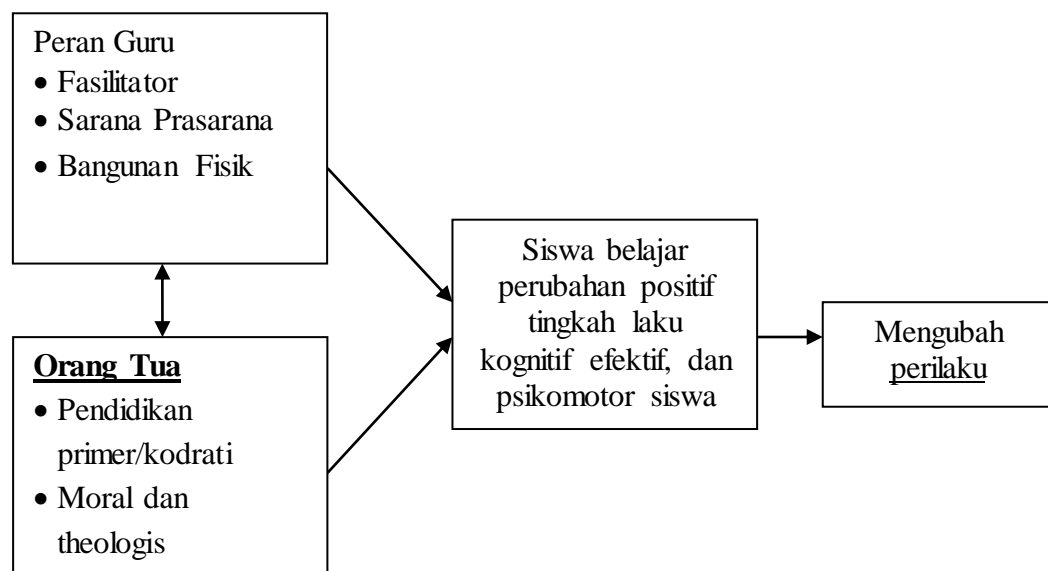 Peran Guru
• Fasilitator
• Sarana Prasarana
• Bangunan Fisik
Orang Tua
• Pendidikan
primer/kodrati
• Moral dan
theologis
Siswa belajar
perubahan positif
tingkah laku
kognitif efektif, dan
psikomotor siswa
Mengubah
perilaku